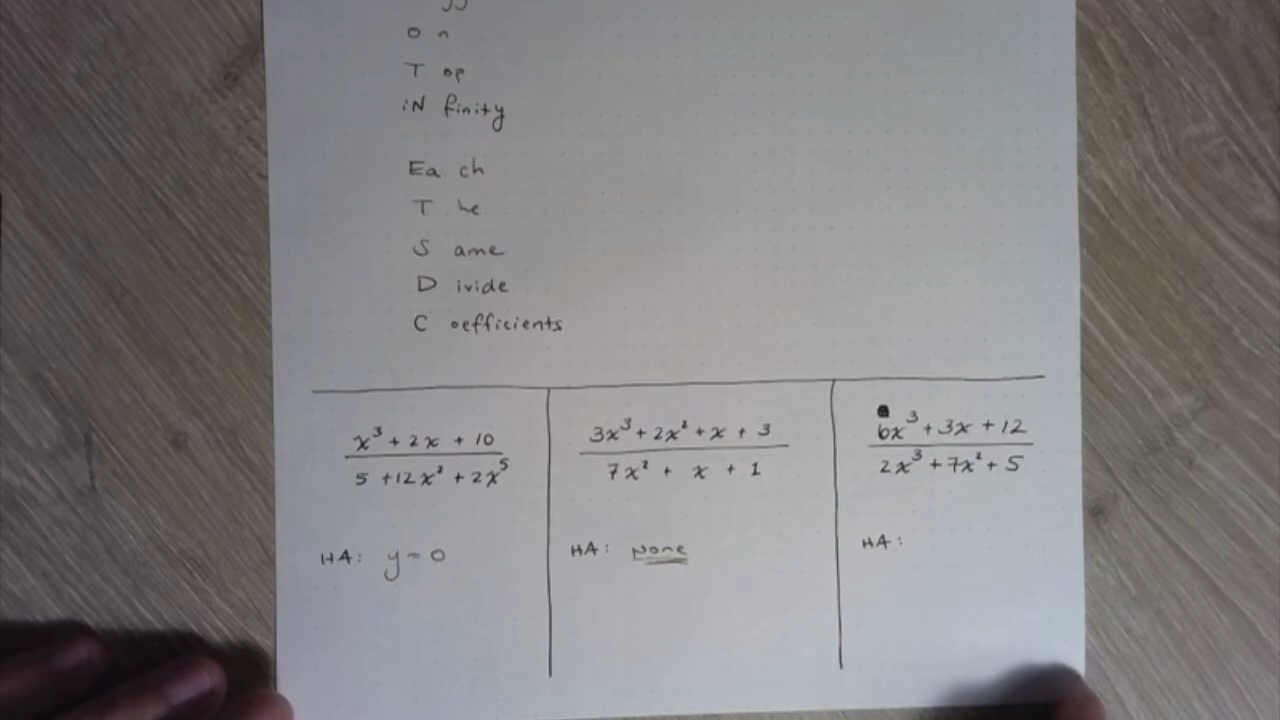 O n
T op
iN finity
Ea ch
T he
S ame
D ivide
C oefficients
x³ + 2x + 10
5 + 12x² + 2x⁵
HA: y = 0
3x³ + 2x² + x + 3
7x² + x + 1
HA: None
6x³ + 3x + 12
2x³ + 7x² + 5
HA: